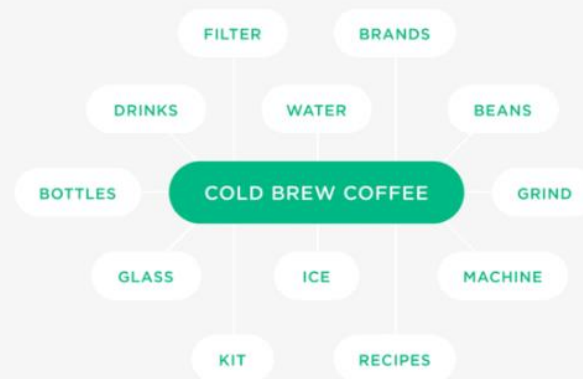 FILTER
BRANDS
DRINKS
WATER
BEANS
BOTTLES
COLD BREW COFFEE
GRIND
GLASS
ICE
MACHINE
KIT
RECIPES